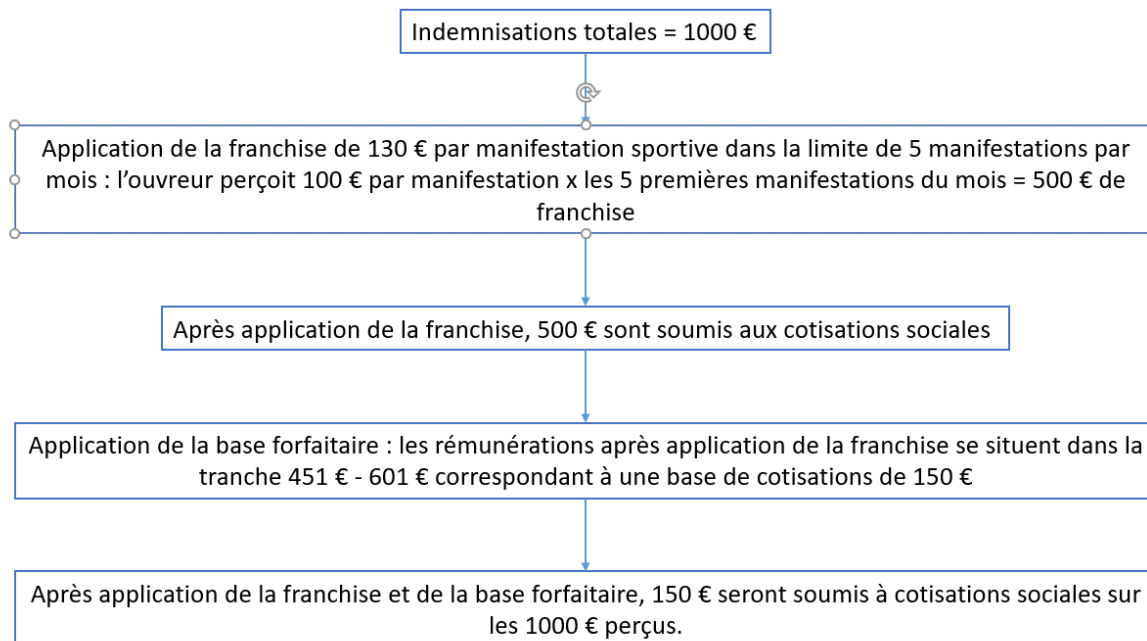 Indemnisations totales = 1000 €
Application de la franchise de 130 € par manifestation sportive dans la limite de 5 manifestations par
mois : l’ouvreur perçoit 100 € par manifestation x les 5 premières manifestations du mois = 500 € de
franchise
Après application de la franchise, 500 € sont soumis aux cotisations sociales
Application de la base forfaitaire : les rémunérations après application de la franchise se situent dans la
tranche 451 € - 601 € correspondant à une base de cotisations de 150 €
Après application de la franchise et de la base forfaitaire, 150 € seront soumis à cotisations sociales sur
les 1000 € perçus.